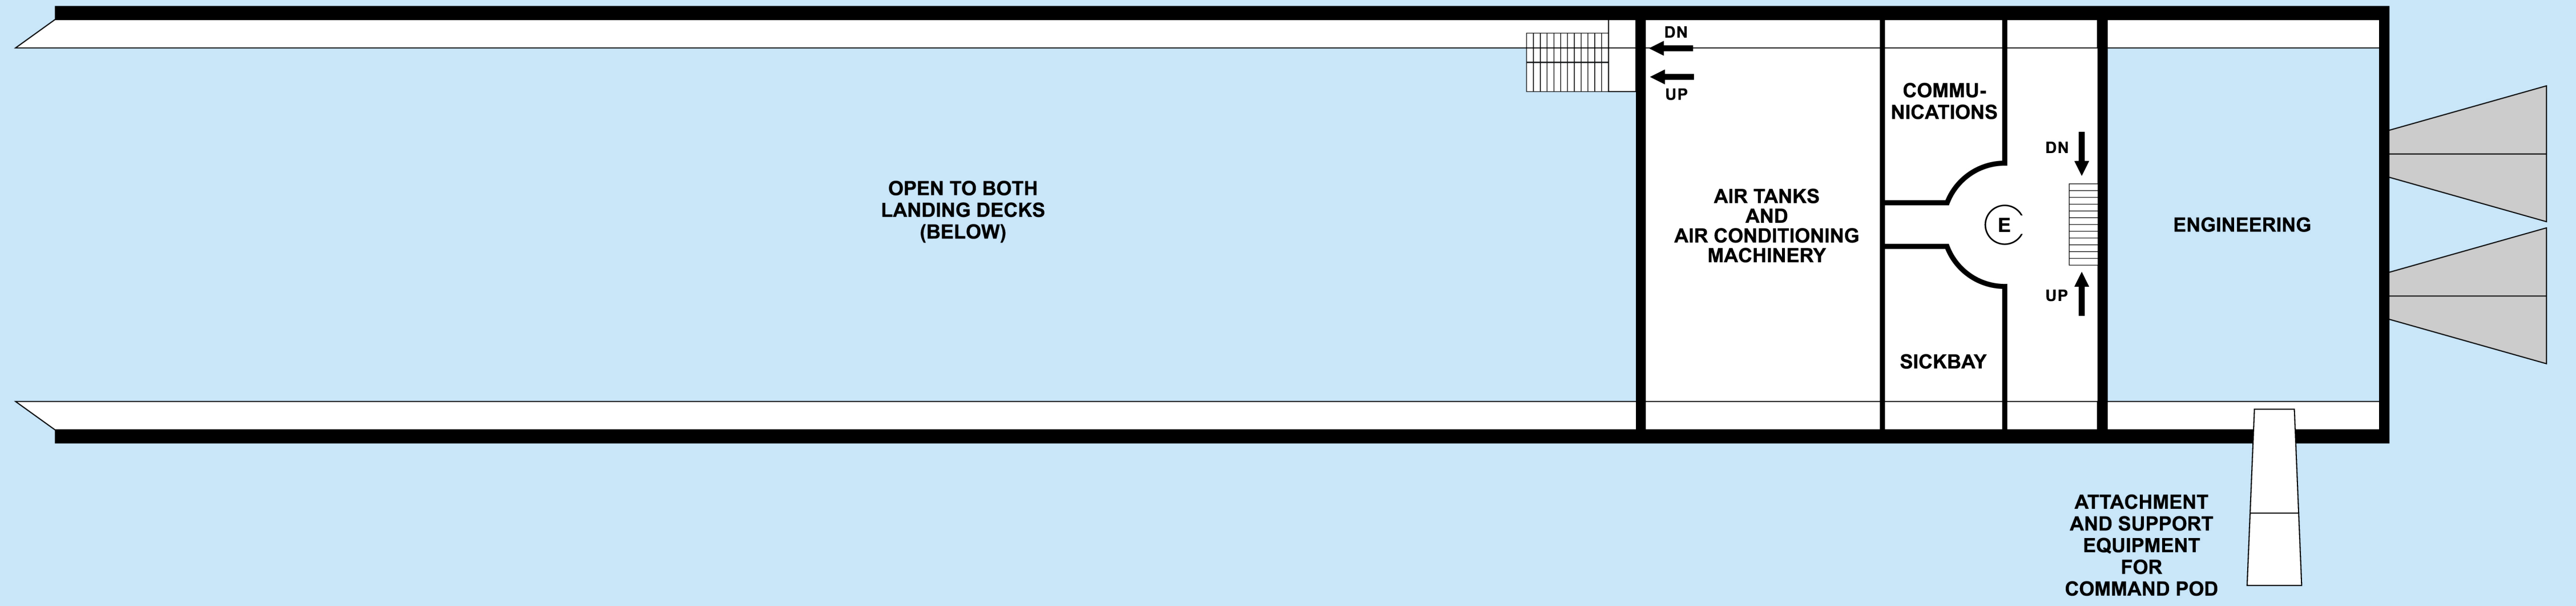 OPEN TO BOTH
LANDING DECKS
(BELOW)
DN
UP
AIR TANKS
AND
AIR CONDITIONING
MACHINERY
COMMU-
NICATIONS
E
SICKBAY
DN
UP
ENGINEERING
ATTACHMENT
AND SUPPORT
EQUIPMENT
FOR
COMMAND POD